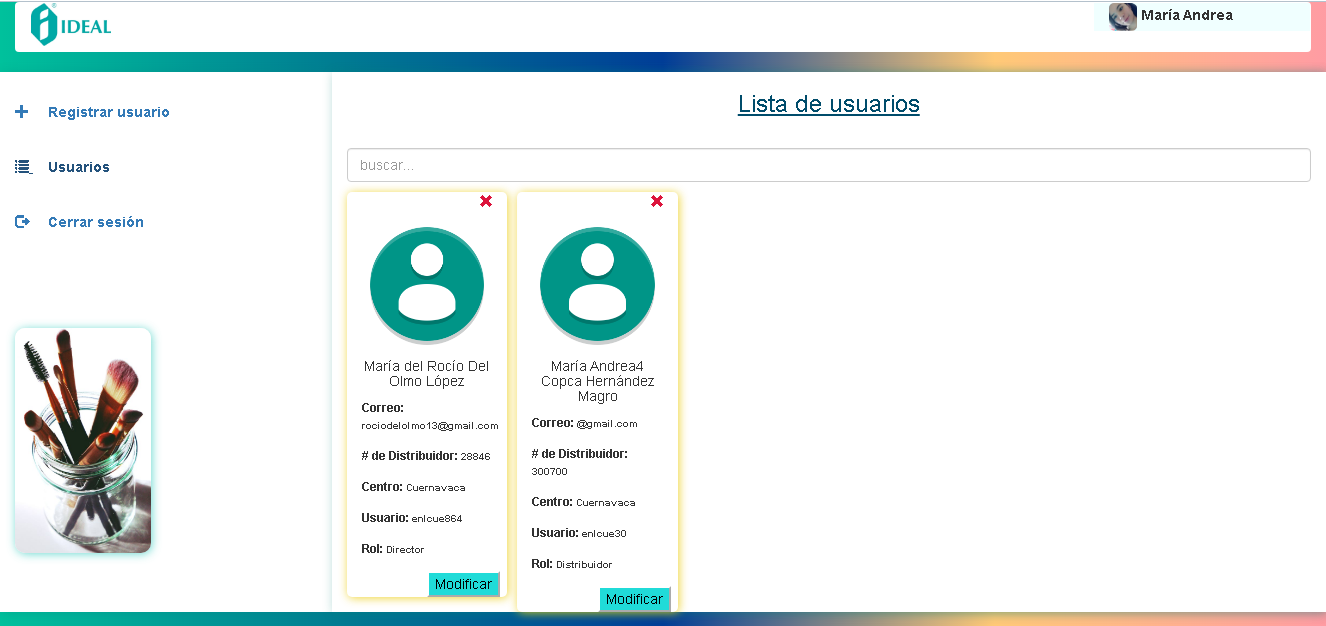 IDEAL
María Andrea
Registrar usuario
Usuarios
Cerrar sesión
Lista de usuarios
buscar...
María del Rocío Del
Olmo López
Correo:
rociodelolmo13@gmail.com
# de Distribuidor: 28846
Centro: Cuernavaca
Usuario: enlcue864
Rol: Director
Modificar
María Andrea4
Copca Hernández
Magro
Correo: @gmail.com
# de Distribuidor:
300700
Centro: Cuernavaca
Usuario: enlcue30
Rol: Distribuidor
Modificar